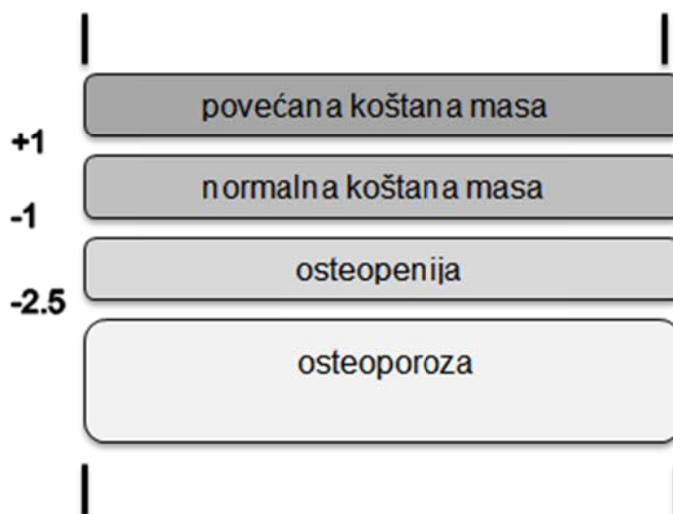 povećana koštana masa
+1
normalna koštana masa
-1
osteopenija
-2.5
osteoporoza